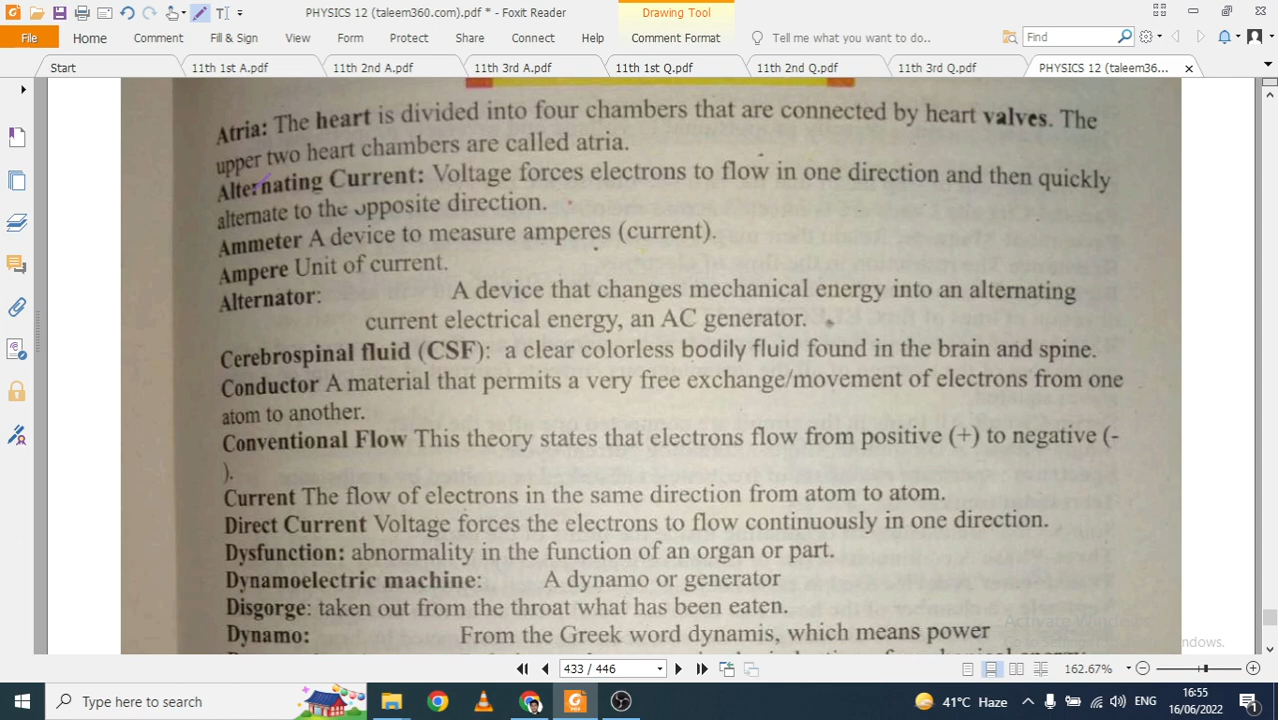 PHYSICS 12 (taleem360.com).pdf * - Foxit Reader
Drawing Tool
File Home Comment Fill & Sign View Form Protect Share Connect Help Comment Format Tell me what you want to do.. Find
Start 11th 1st A.pdf 11th 2nd A.pdf 11th 3rd A.pdf 11th 1st Q.pdf 11th 2nd Q.pdf 11th 3rd Q.pdf PHYSICS 12 (taleem360.com...
Atria: The heart is divided into four chambers that are connected by heart valves. The
upper two heart chambers are called atria.
Alternating Current: Voltage forces electrons to flow in one direction and then quickly
alternate to the opposite direction.
Ammeter A device to measure amperes (current).
Ampere Unit of current.
Alternator: A device that changes mechanical energy into an alternating
current electrical energy, an AC generator.
Cerebrospinal fluid (CSF): a clear colorless bodily fluid found in the brain and spine.
Conductor A material that permits a very free exchange/movement of electrons from one
atom to another.
Conventional Flow This theory states that electrons flow from positive (+) to negative (-
).
Current The flow of electrons in the same direction from atom to atom.
Direct Current Voltage forces the electrons to flow continuously in one direction.
Dysfunction: abnormality in the function of an organ or part.
Dynamoelectric machine: A dynamo or generator
Disgorge: taken out from the throat what has been eaten.
Dynamo: From the Greek word dynamis, which means power
433 / 446 162.67%
Type here to search 41°C Haze ENG 16:55
16/06/2022